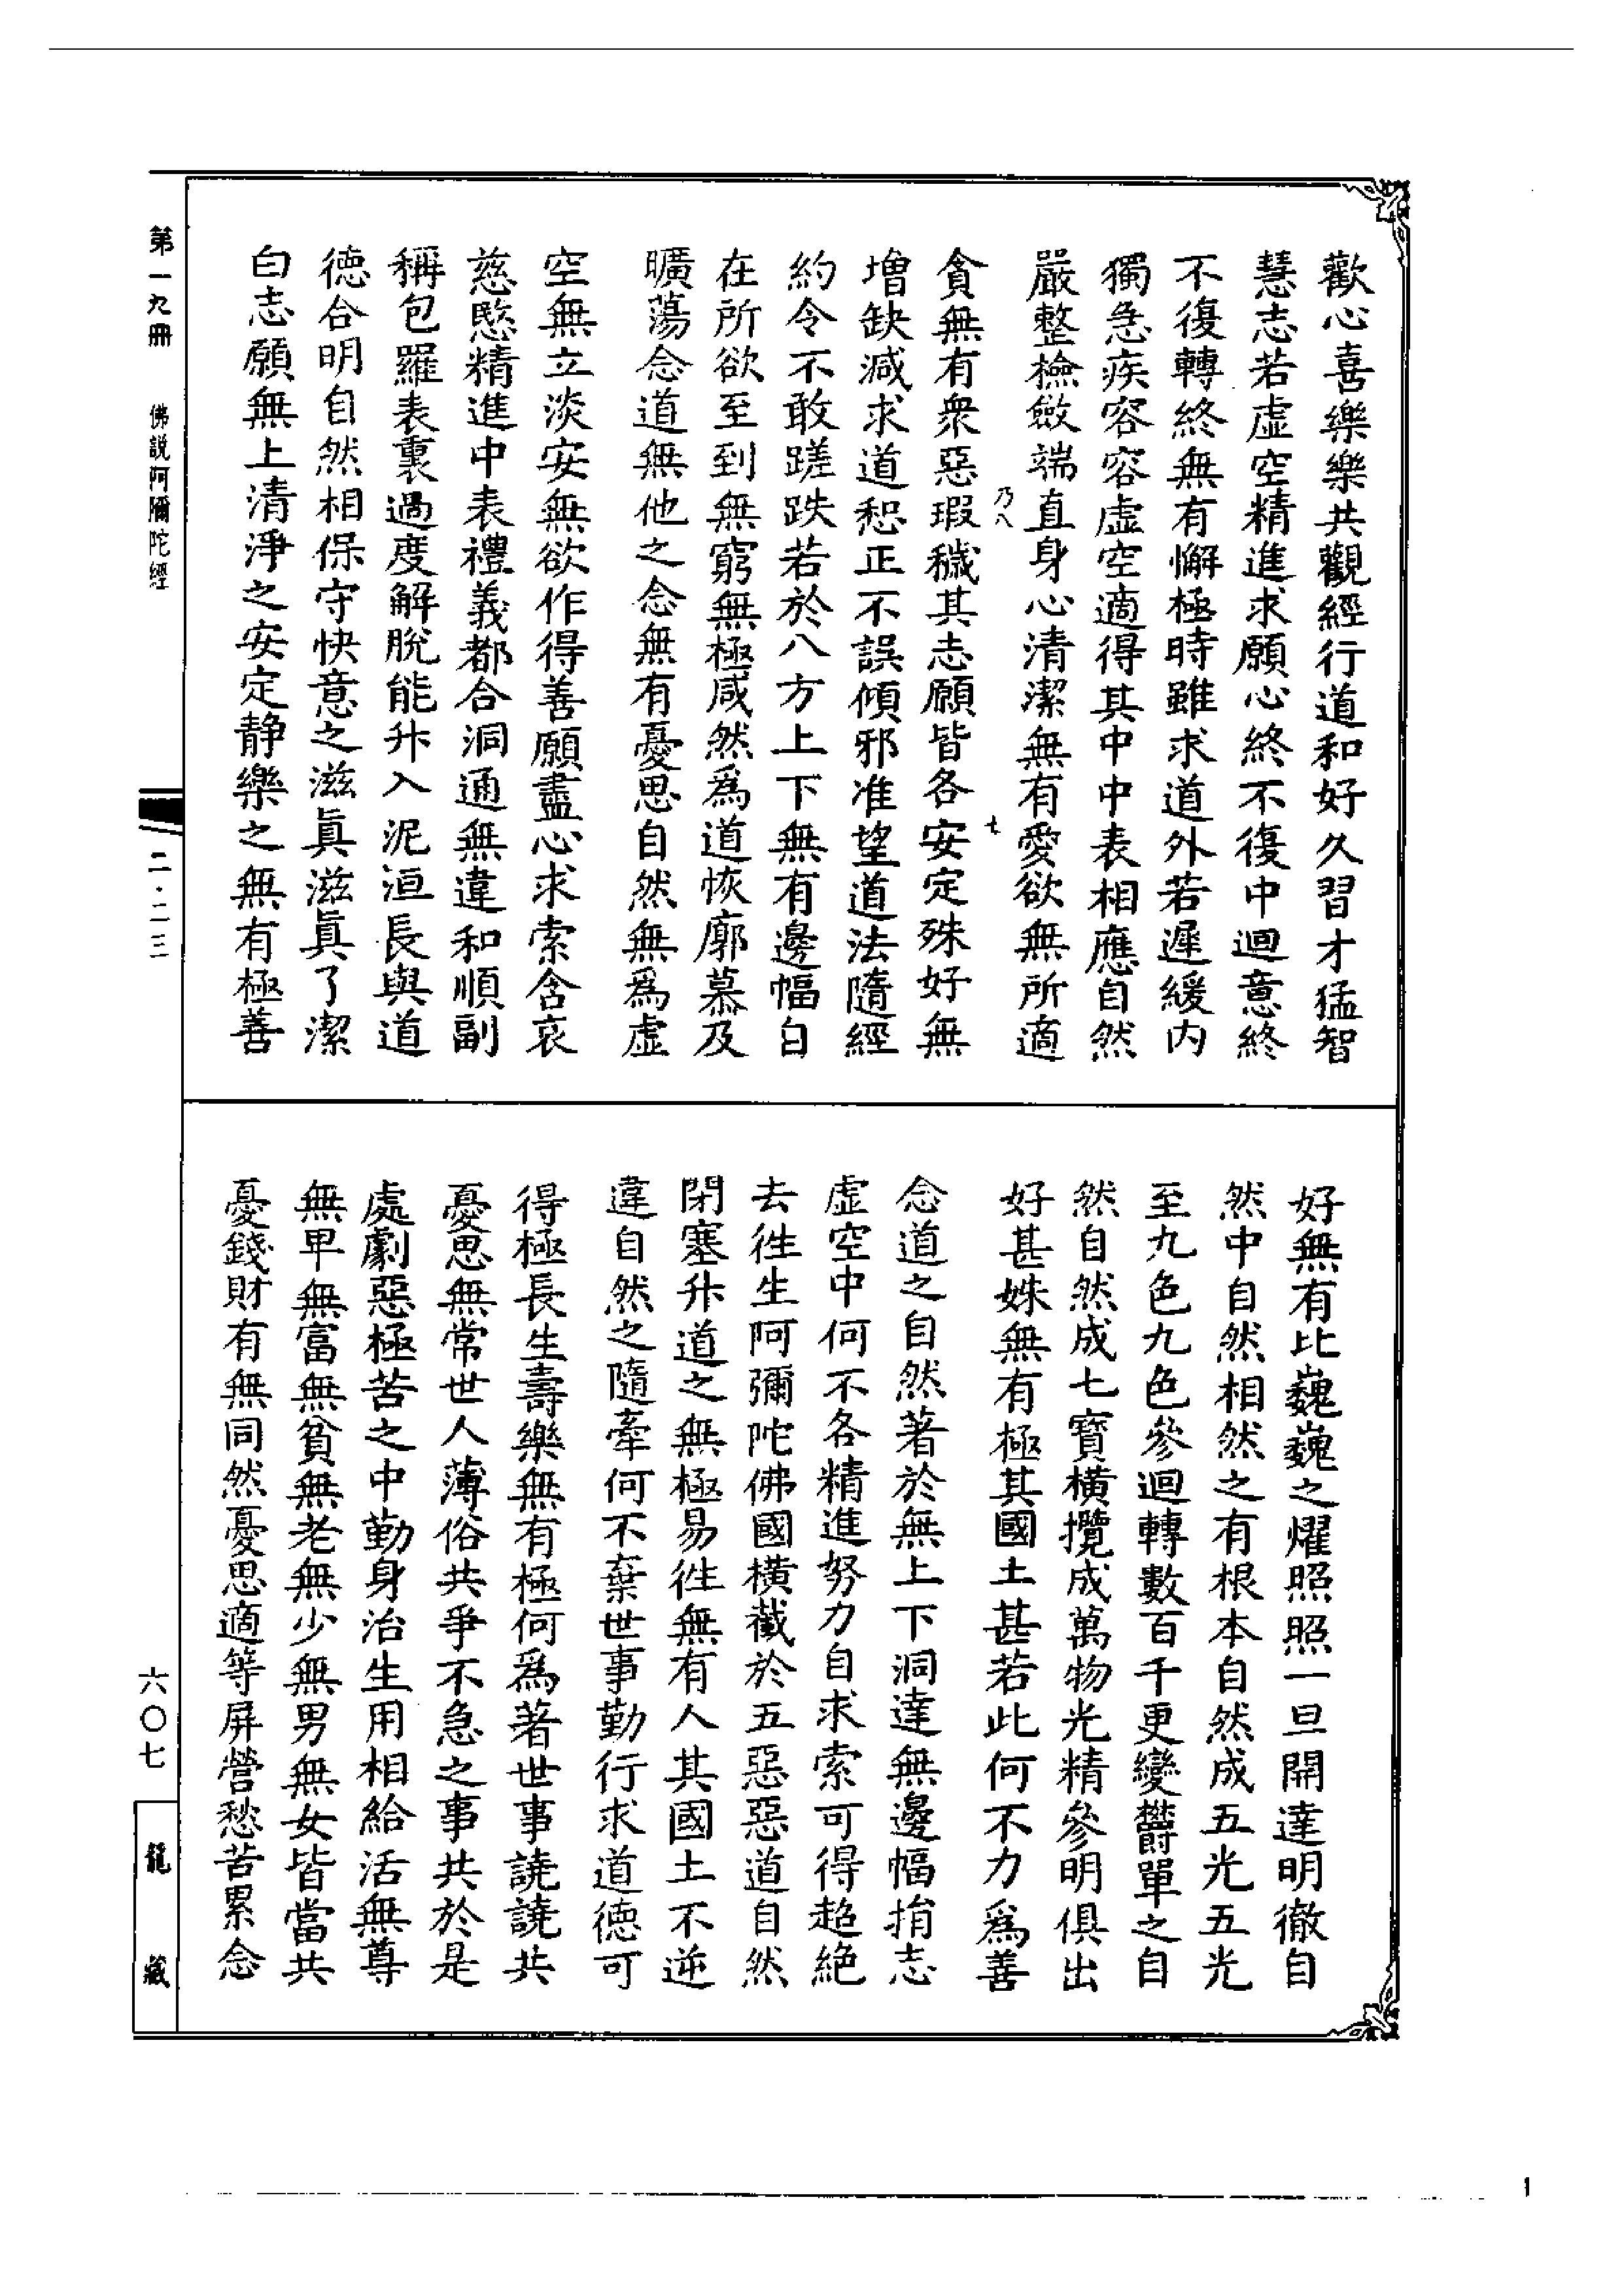 歡心喜樂樂共觀經行道和好久習才猛智
慧志若虛空精進求願心終不復中迴意終
不復轉終無有懈極時雖求道外若遲緩内
獨急疾容容虛空適得其中中表相應自然
嚴整檢斂端直身心清潔無有愛欲無所適
乃八
七
貪無有衆惡瑕穢其志願皆各安定殊好無
增缺減求道恕正不誤傾邪准望道法隨經
約令不敢蹉跌若於八方上下無有邊幅自
在所欲至到無窮無極咸然爲道恢廓慕及
曠蕩念道無他之念無有憂思自然無爲虛
空無立淡安無欲作得善願盡心求索含哀
慈愍精進中表禮義都合洞通無違和順副
稱包羅表裏過度解脫能升入泥洹長與道
德合明自然相保守快意之滋眞滋眞了潔
白志願無上清淨之安定静樂之無有極善
好無有比巍巍之燿照照一旦開達明徹自
然中自然相然之有根本自然成五光五光
至九色九色參迴轉數百千更變欝單之自
然自然成七寶橫攬成萬物光精參明俱出
好甚姝無有極其國土甚若此何不力爲善
念道之自然著於無上下洞達無邊幅捐志
虛空中何不各精進努力自求索可得超絕
去徃生阿彌陀佛國橫截於五惡惡道自然
閉塞升道之無極易徃無有人其國土不逆
違自然之隨牽何不棄世事勤行求道德可
得極長生壽樂無有極何爲著世事譊譊共
憂思無常世人薄俗共爭不急之事共於是
處劇惡極苦之中勤身治生用相給活無尊
無卑無富無貧無老無少無男無女皆當共
憂錢財有無同然憂思適等屏營愁苦累念
第一九冊
佛說阿彌陀經
二·二三
六〇七
龍藏
1